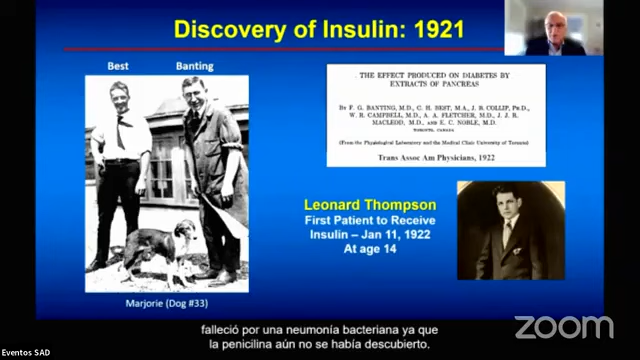 Discovery of Insulin: 1921
Best Banting
THE EFFECT PRODUCED ON DIABETES BY
EXTRACTS OF PANCREAS
BY F. G. BANTING, M.D., C. H. BEST, M.A., J. B. COLLIP, PH.D.,
W. R. CAMPBELL, M.D., A. A. FLETCHER, M.D., J. J. R.
MACLEOD, M.D., AND E. C. NOBLE, M.D.
TORONTO, CANADA
(From the Physiological Laboratory and the Medical Clinic University of Toronto)
Trans Assoc Am Physicians, 1922
Leonard Thompson
First Patient to Receive
Insulin – Jan 11, 1922
At age 14
Marjorie (Dog #33)
falleció por una neumonía bacteriana ya que
la penicilina aún no se había descubierto.
zoom
Eventos SAD